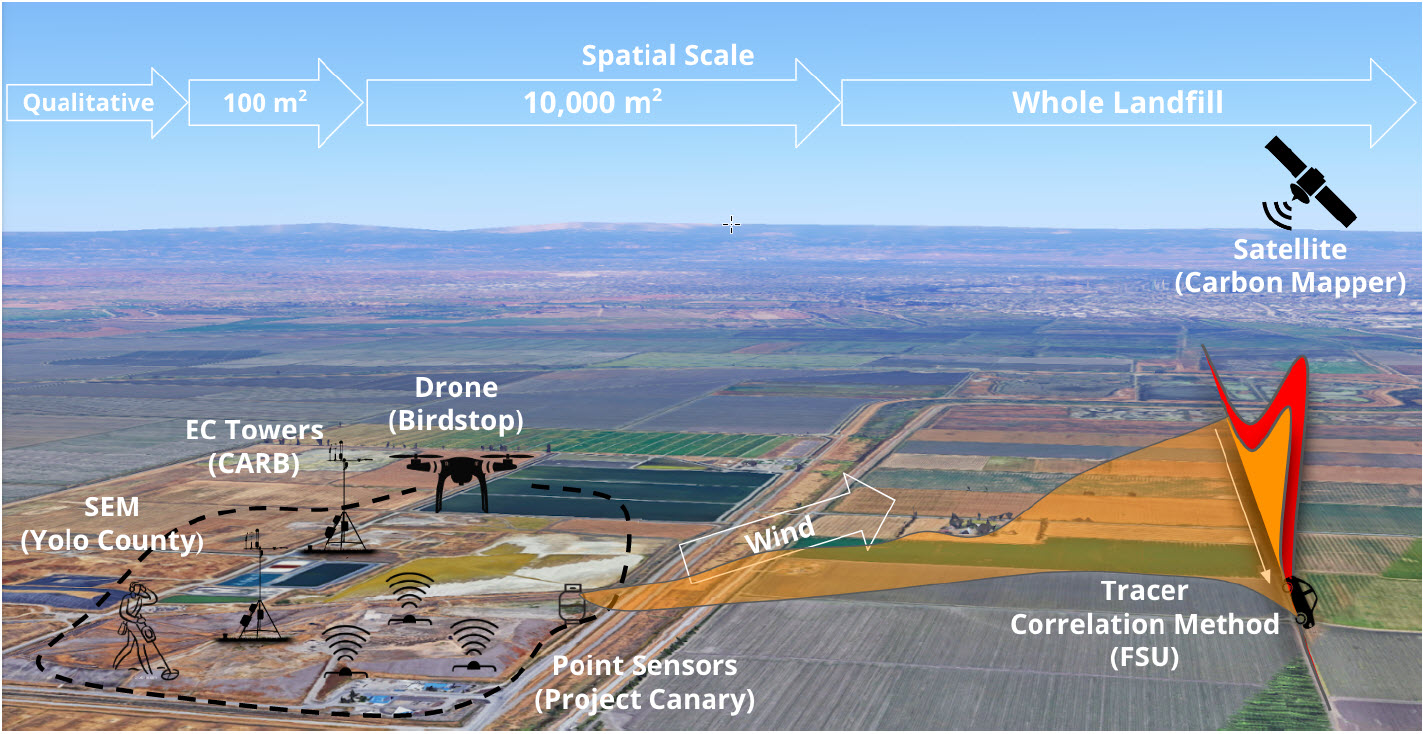 Spatial Scale
Qualitative
100 m²
10,000 m²
Whole Landfill
Satellite
(Carbon Mapper)
Drone
(Birdstop)
EC Towers
(CARB)
SEM
(Yolo County)
Wind
Tracer
Correlation Method
(FSU)
Point Sensors
(Project Canary)